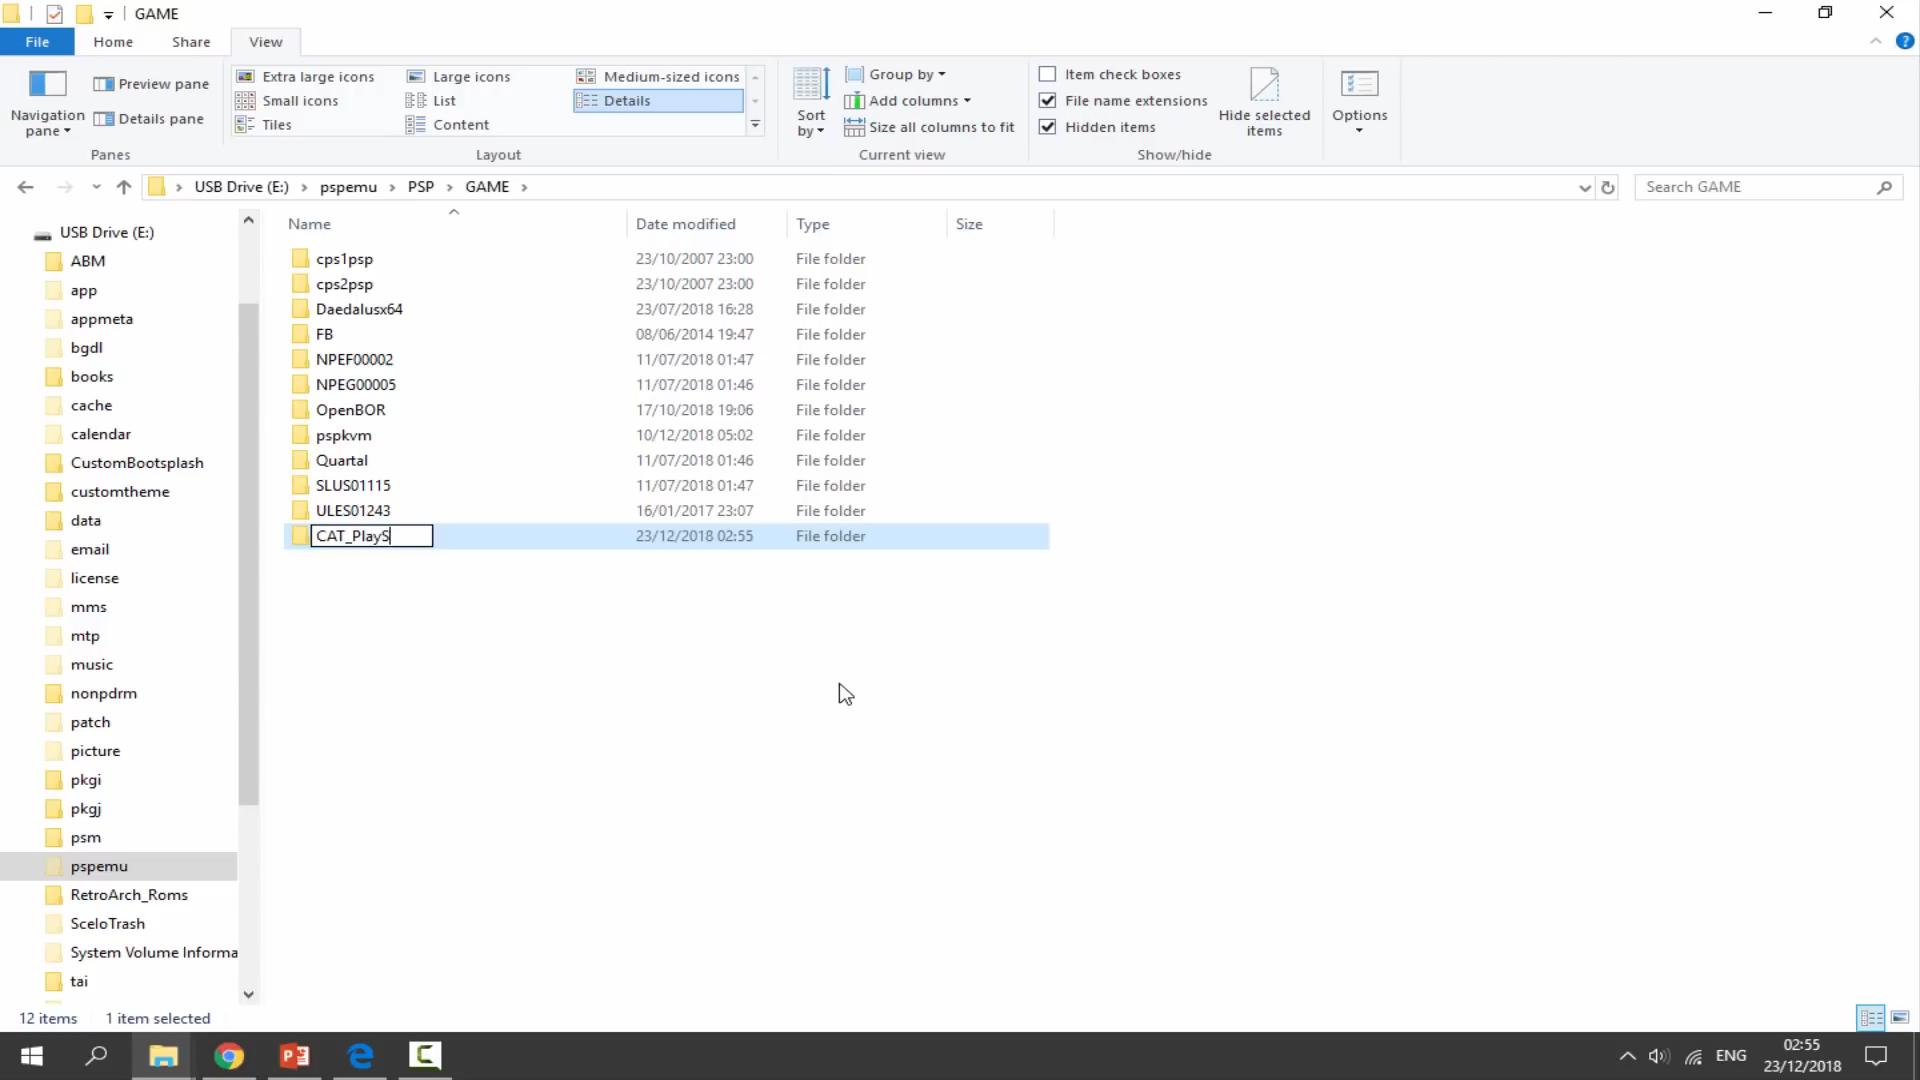 GAME
File Home Share View
Navigation pane
Preview pane
Details pane
Panes
Extra large icons Large icons Medium-sized icons
Small icons List Details
Tiles Content
Layout
Sort by
Group by
Add columns
Size all columns to fit
Current view
Item check boxes
File name extensions
Hidden items
Hide selected items
Show/hide
Options
USB Drive (E:) pspemu PSP GAME
Search GAME
USB Drive (E:)
ABM
app
appmeta
bgdl
books
cache
calendar
CustomBootsplash
customtheme
data
email
license
mms
mtp
music
nonpdrm
patch
picture
pkgi
pkgj
psm
pspemu
RetroArch_Roms
SceIoTrash
System Volume Informa
tai
Name Date modified Type Size
cps1psp 23/10/2007 23:00 File folder
cps2psp 23/10/2007 23:00 File folder
Daedalusx64 23/07/2018 16:28 File folder
FB 08/06/2014 19:47 File folder
NPEF00002 11/07/2018 01:47 File folder
NPEG00005 11/07/2018 01:46 File folder
OpenBOR 17/10/2018 19:06 File folder
pspkvm 10/12/2018 05:02 File folder
Quartal 11/07/2018 01:46 File folder
SLUS01115 11/07/2018 01:47 File folder
ULES01243 16/01/2017 23:07 File folder
CAT_PlayS 23/12/2018 02:55 File folder
12 items 1 item selected
ENG
02:55
23/12/2018